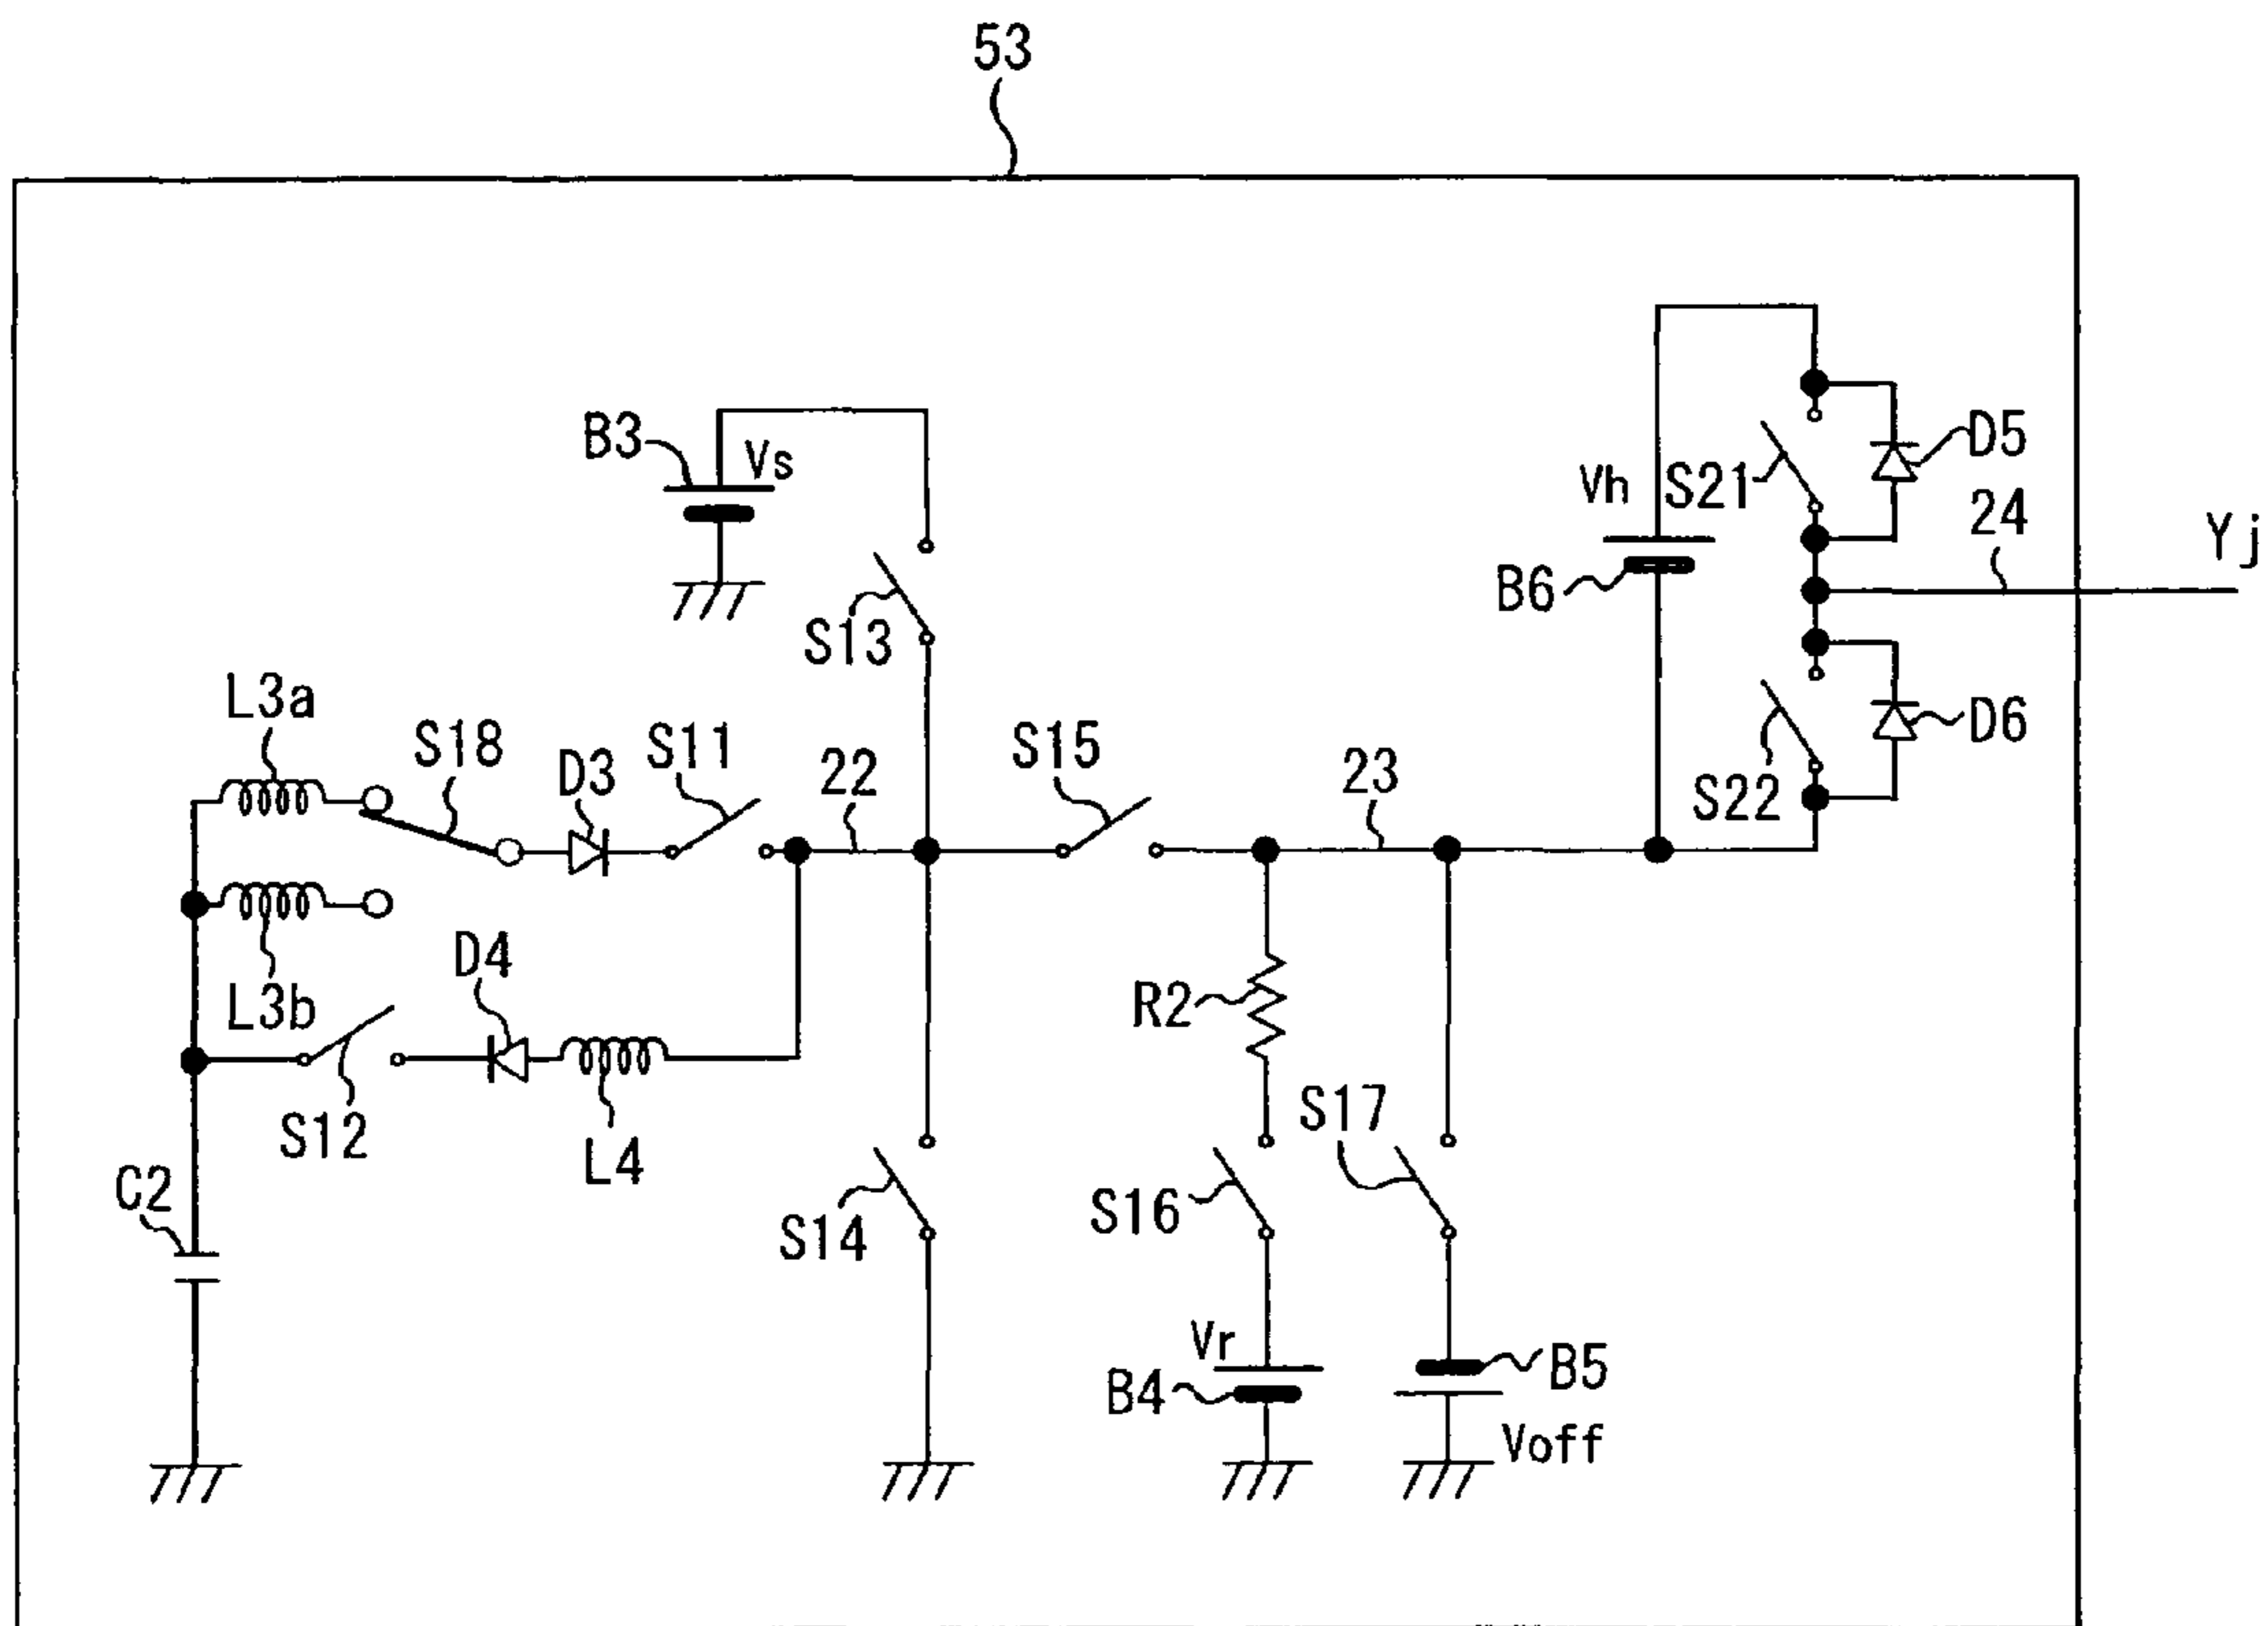 53
B3
Vs
D5
Vh
S21
24
Yj
B6
S13
L3a
S18
D3
S11
22
S15
23
D6
S22
D4
L3b
R2
S12
L4
S17
C2
S14
S16
Vr
B4
B5
Voff